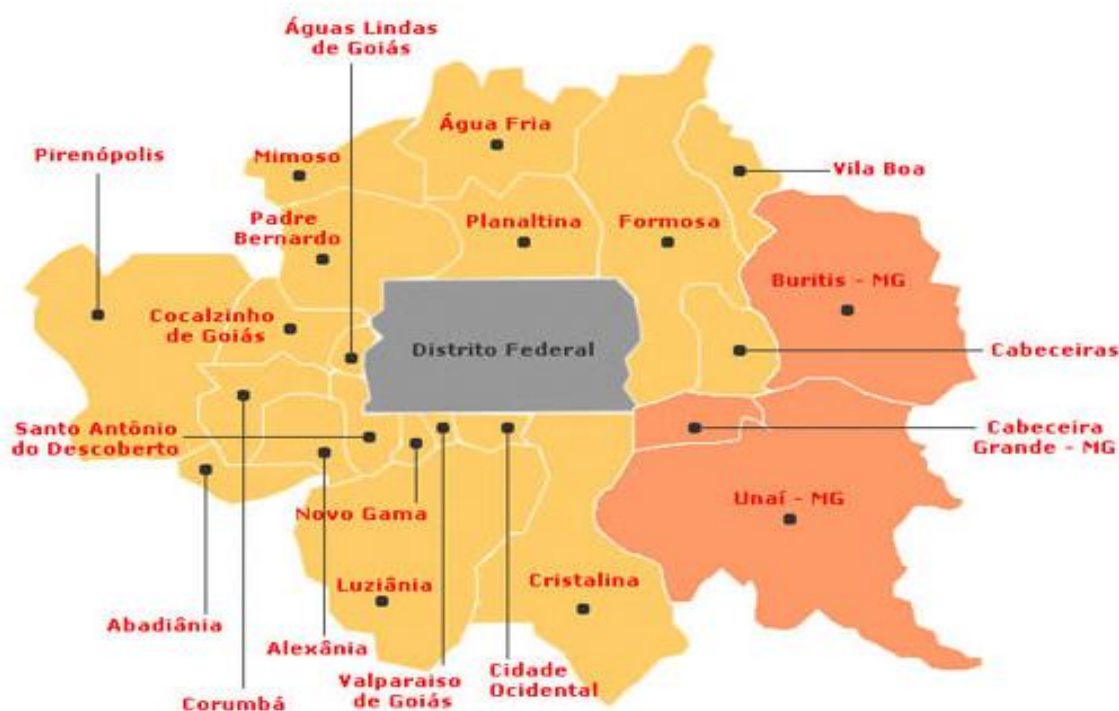 Águas Lindas
de Goiás
Água Fria
Pirenópolis
Mimoso
Vila Boa
Padre
Bernardo
Planaltina
Formosa
Buritis - MG
Cocalzinho
de Goiás
Distrito Federal
Cabeceiras
Santo Antônio
do Descoberto
Cabeceira
Grande - MG
Novo Gama
Unaí - MG
Luziânia
Cristalina
Abadiânia
Alexânia
Valparaiso
de Goiás
Cidade
Ocidental
Corumbá